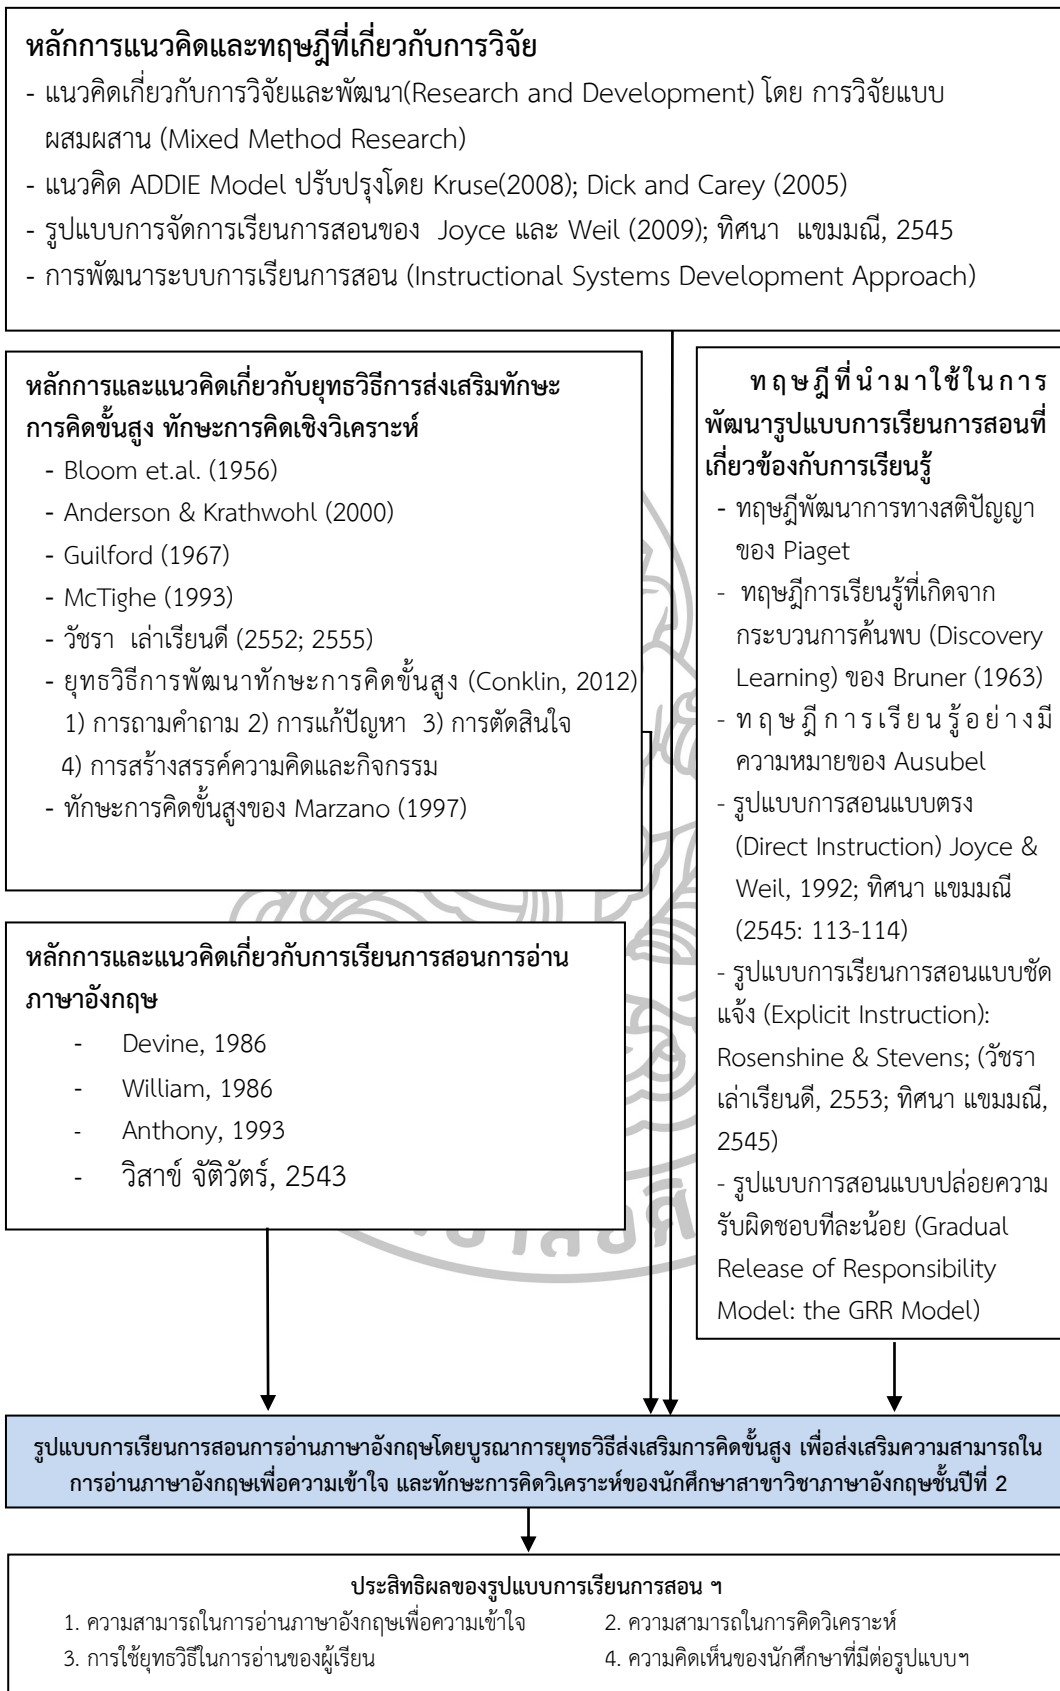 หลักการแนวคิดและทฤษฎีที่เกี่ยวกับการวิจัย
- แนวคิดเกี่ยวกับการวิจัยและพัฒนา(Research and Development) โดย การวิจัยแบบ
ผสมผสาน (Mixed Method Research)
- แนวคิด ADDIE Model ปรับปรุงโดย Kruse(2008); Dick and Carey (2005)
- รูปแบบการจัดการเรียนการสอนของ Joyce และ Weil (2009); ทิศนา แขมมณี, 2545
- การพัฒนาระบบการเรียนการสอน (Instructional Systems Development Approach)
หลักการและแนวคิดเกี่ยวกับยุทธวิธีการส่งเสริมทักษะ
การคิดขั้นสูง ทักษะการคิดเชิงวิเคราะห์
- Bloom et.al. (1956)
- Anderson & Krathwohl (2000)
- Guilford (1967)
- McTighe (1993)
- วัชรา เล่าเรียนดี (2552; 2555)
- ยุทธวิธีการพัฒนาทักษะการคิดขั้นสูง (Conklin, 2012)
1) การถามคำถาม 2) การแก้ปัญหา 3) การตัดสินใจ
4) การสร้างสรรค์ความคิดและกิจกรรม
- ทักษะการคิดขั้นสูงของ Marzano (1997)
หลักการและแนวคิดเกี่ยวกับการเรียนการสอนการอ่าน
ภาษาอังกฤษ
- Devine, 1986
- William, 1986
- Anthony, 1993
- วิสาข์ จัติวัตร์, 2543
ทฤษฎีที่นำมาใช้ในการ
พัฒนารูปแบบการเรียนการสอนที่
เกี่ยวข้องกับการเรียนรู้
- ทฤษฎีพัฒนาการทางสติปัญญา
ของ Piaget
- ทฤษฎีการเรียนรู้ที่เกิดจาก
กระบวนการค้นพบ (Discovery
Learning) ของ Bruner (1963)
- ทฤษฎีการเรียนรู้อย่างมี
ความหมายของ Ausubel
- รูปแบบการสอนแบบตรง
(Direct Instruction) Joyce &
Weil, 1992; ทิศนา แขมมณี
(2545: 113-114)
- รูปแบบการเรียนการสอนแบบชัด
แจ้ง (Explicit Instruction):
Rosenshine & Stevens; (วัชรา
เล่าเรียนดี, 2553; ทิศนา แขมมณี,
2545)
- รูปแบบการสอนแบบปล่อยความ
รับผิดชอบทีละน้อย (Gradual
Release of Responsibility
Model: the GRR Model)
รูปแบบการเรียนการสอนการอ่านภาษาอังกฤษโดยบูรณาการยุทธวิธีส่งเสริมการคิดขั้นสูง เพื่อส่งเสริมความสามารถใน
การอ่านภาษาอังกฤษเพื่อความเข้าใจ และทักษะการคิดวิเคราะห์ของนักศึกษาสาขาวิชาภาษาอังกฤษชั้นปีที่ 2
ประสิทธิผลของรูปแบบการเรียนการสอน ฯ
1. ความสามารถในการอ่านภาษาอังกฤษเพื่อความเข้าใจ 2. ความสามารถในการคิดวิเคราะห์
3. การใช้ยุทธวิธีในการอ่านของผู้เรียน 4. ความคิดเห็นของนักศึกษาที่มีต่อรูปแบบฯ